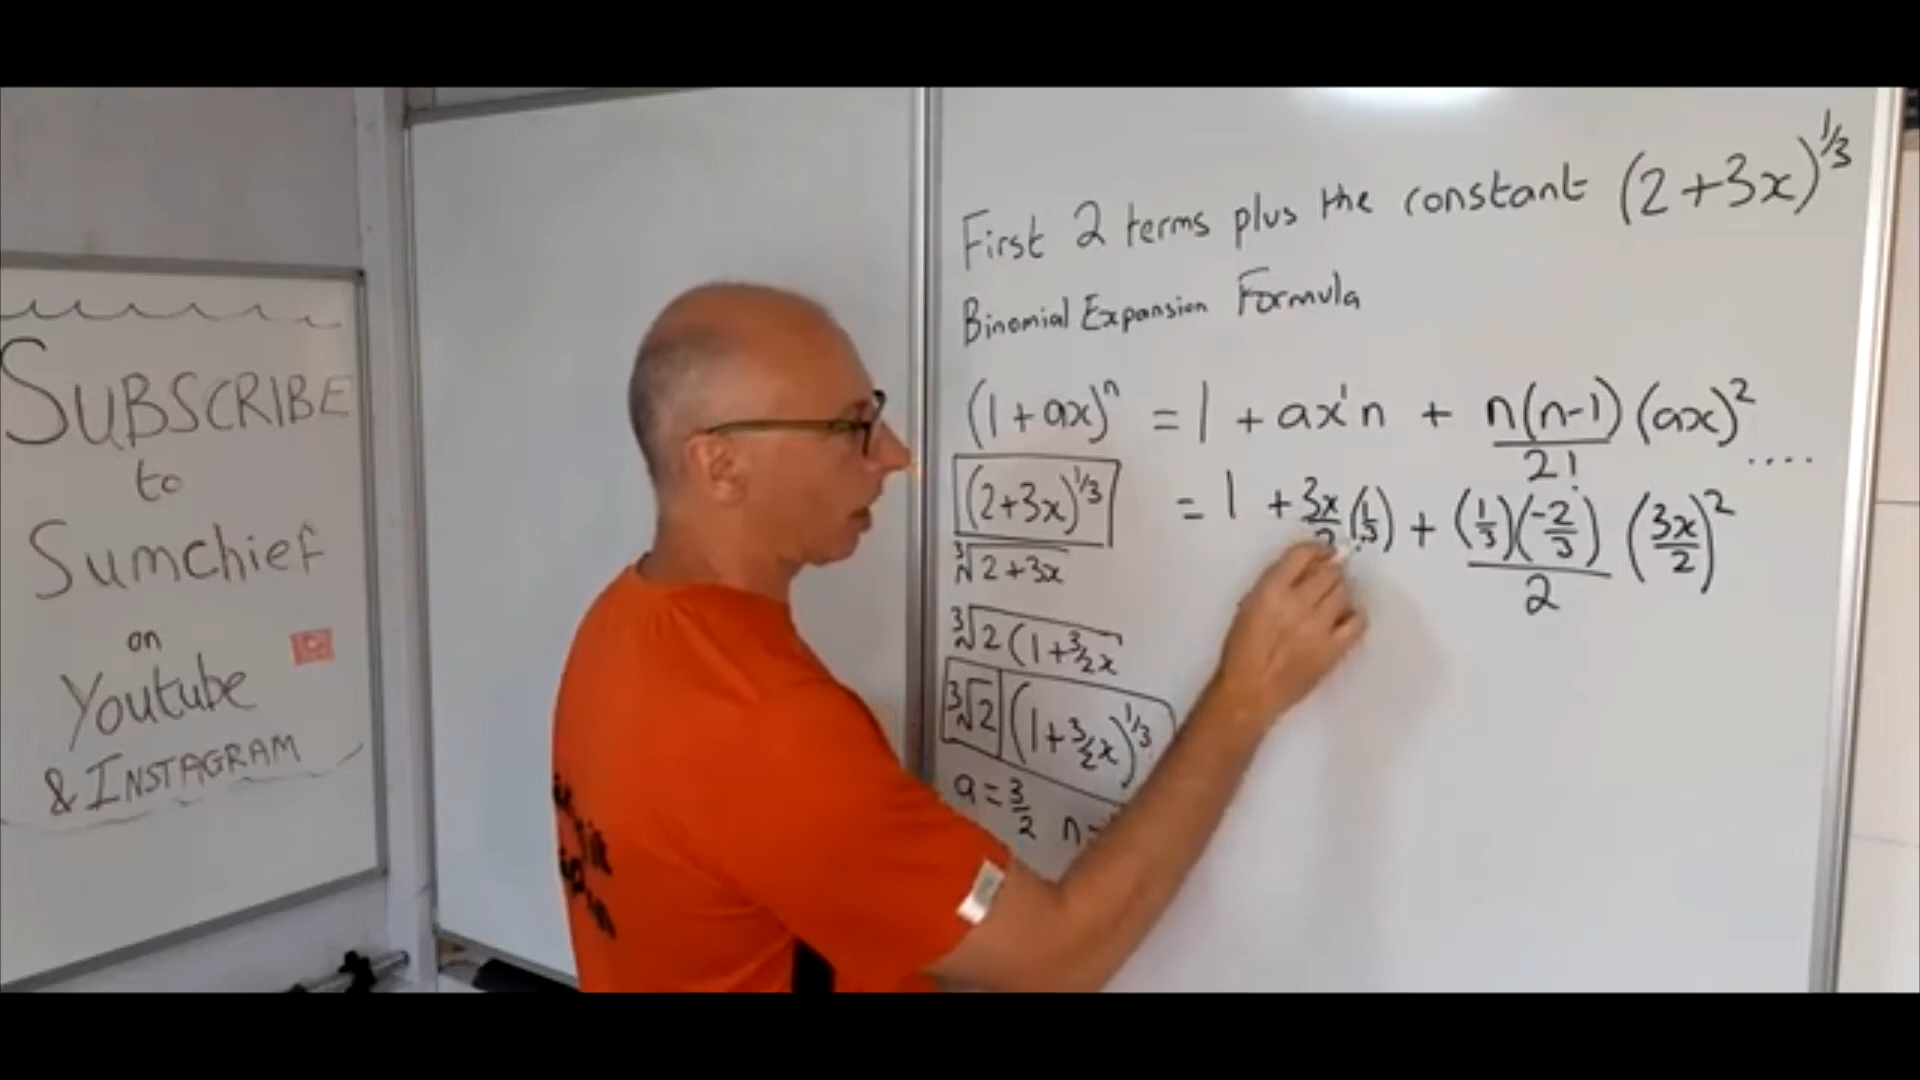 SUBSCRIBE
to
Sumchief
on
Youtube
& INSTAGRAM
First 2 terms plus the constant (2+3x)^1/3
Binomial Expansion Formula
(1+ax)^n = 1 + ax^1n + n(n-1)/2! (ax)^2 ....
(2+3x)^1/3 = 1 + 3x/2 (1/3) + (1/3)(-2/3)/2 (3x/2)^2
∛2+3x
∛2(1+3/2x
∛2 (1+3/2x)^1/3
a = 3/2 n =